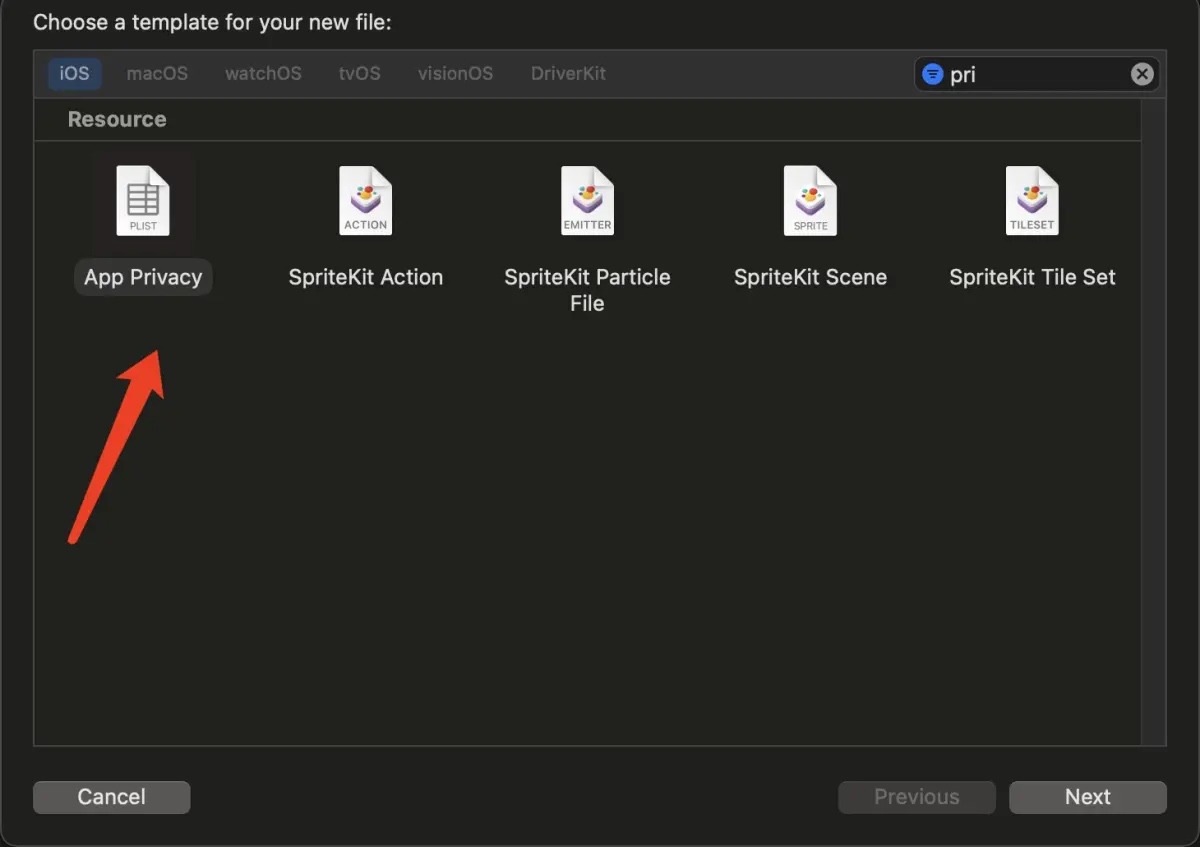 Choose a template for your new file:
iOS macOS watchOS tvOS visionOS DriverKit pri
Resource
PLIST ACTION EMITTER SPRITE TILESET
App Privacy SpriteKit Action SpriteKit Particle SpriteKit Scene SpriteKit Tile Set
File
Cancel Previous Next